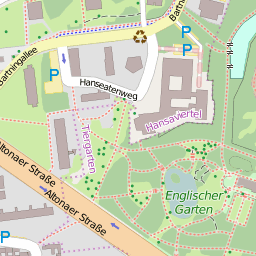 Bartningallee
Bartn
P
P
P
Hanseatenweg
Hansaviertel
Tiergarten
Altonaer Straße
Altonaer Straße
Englischer
Garten
P